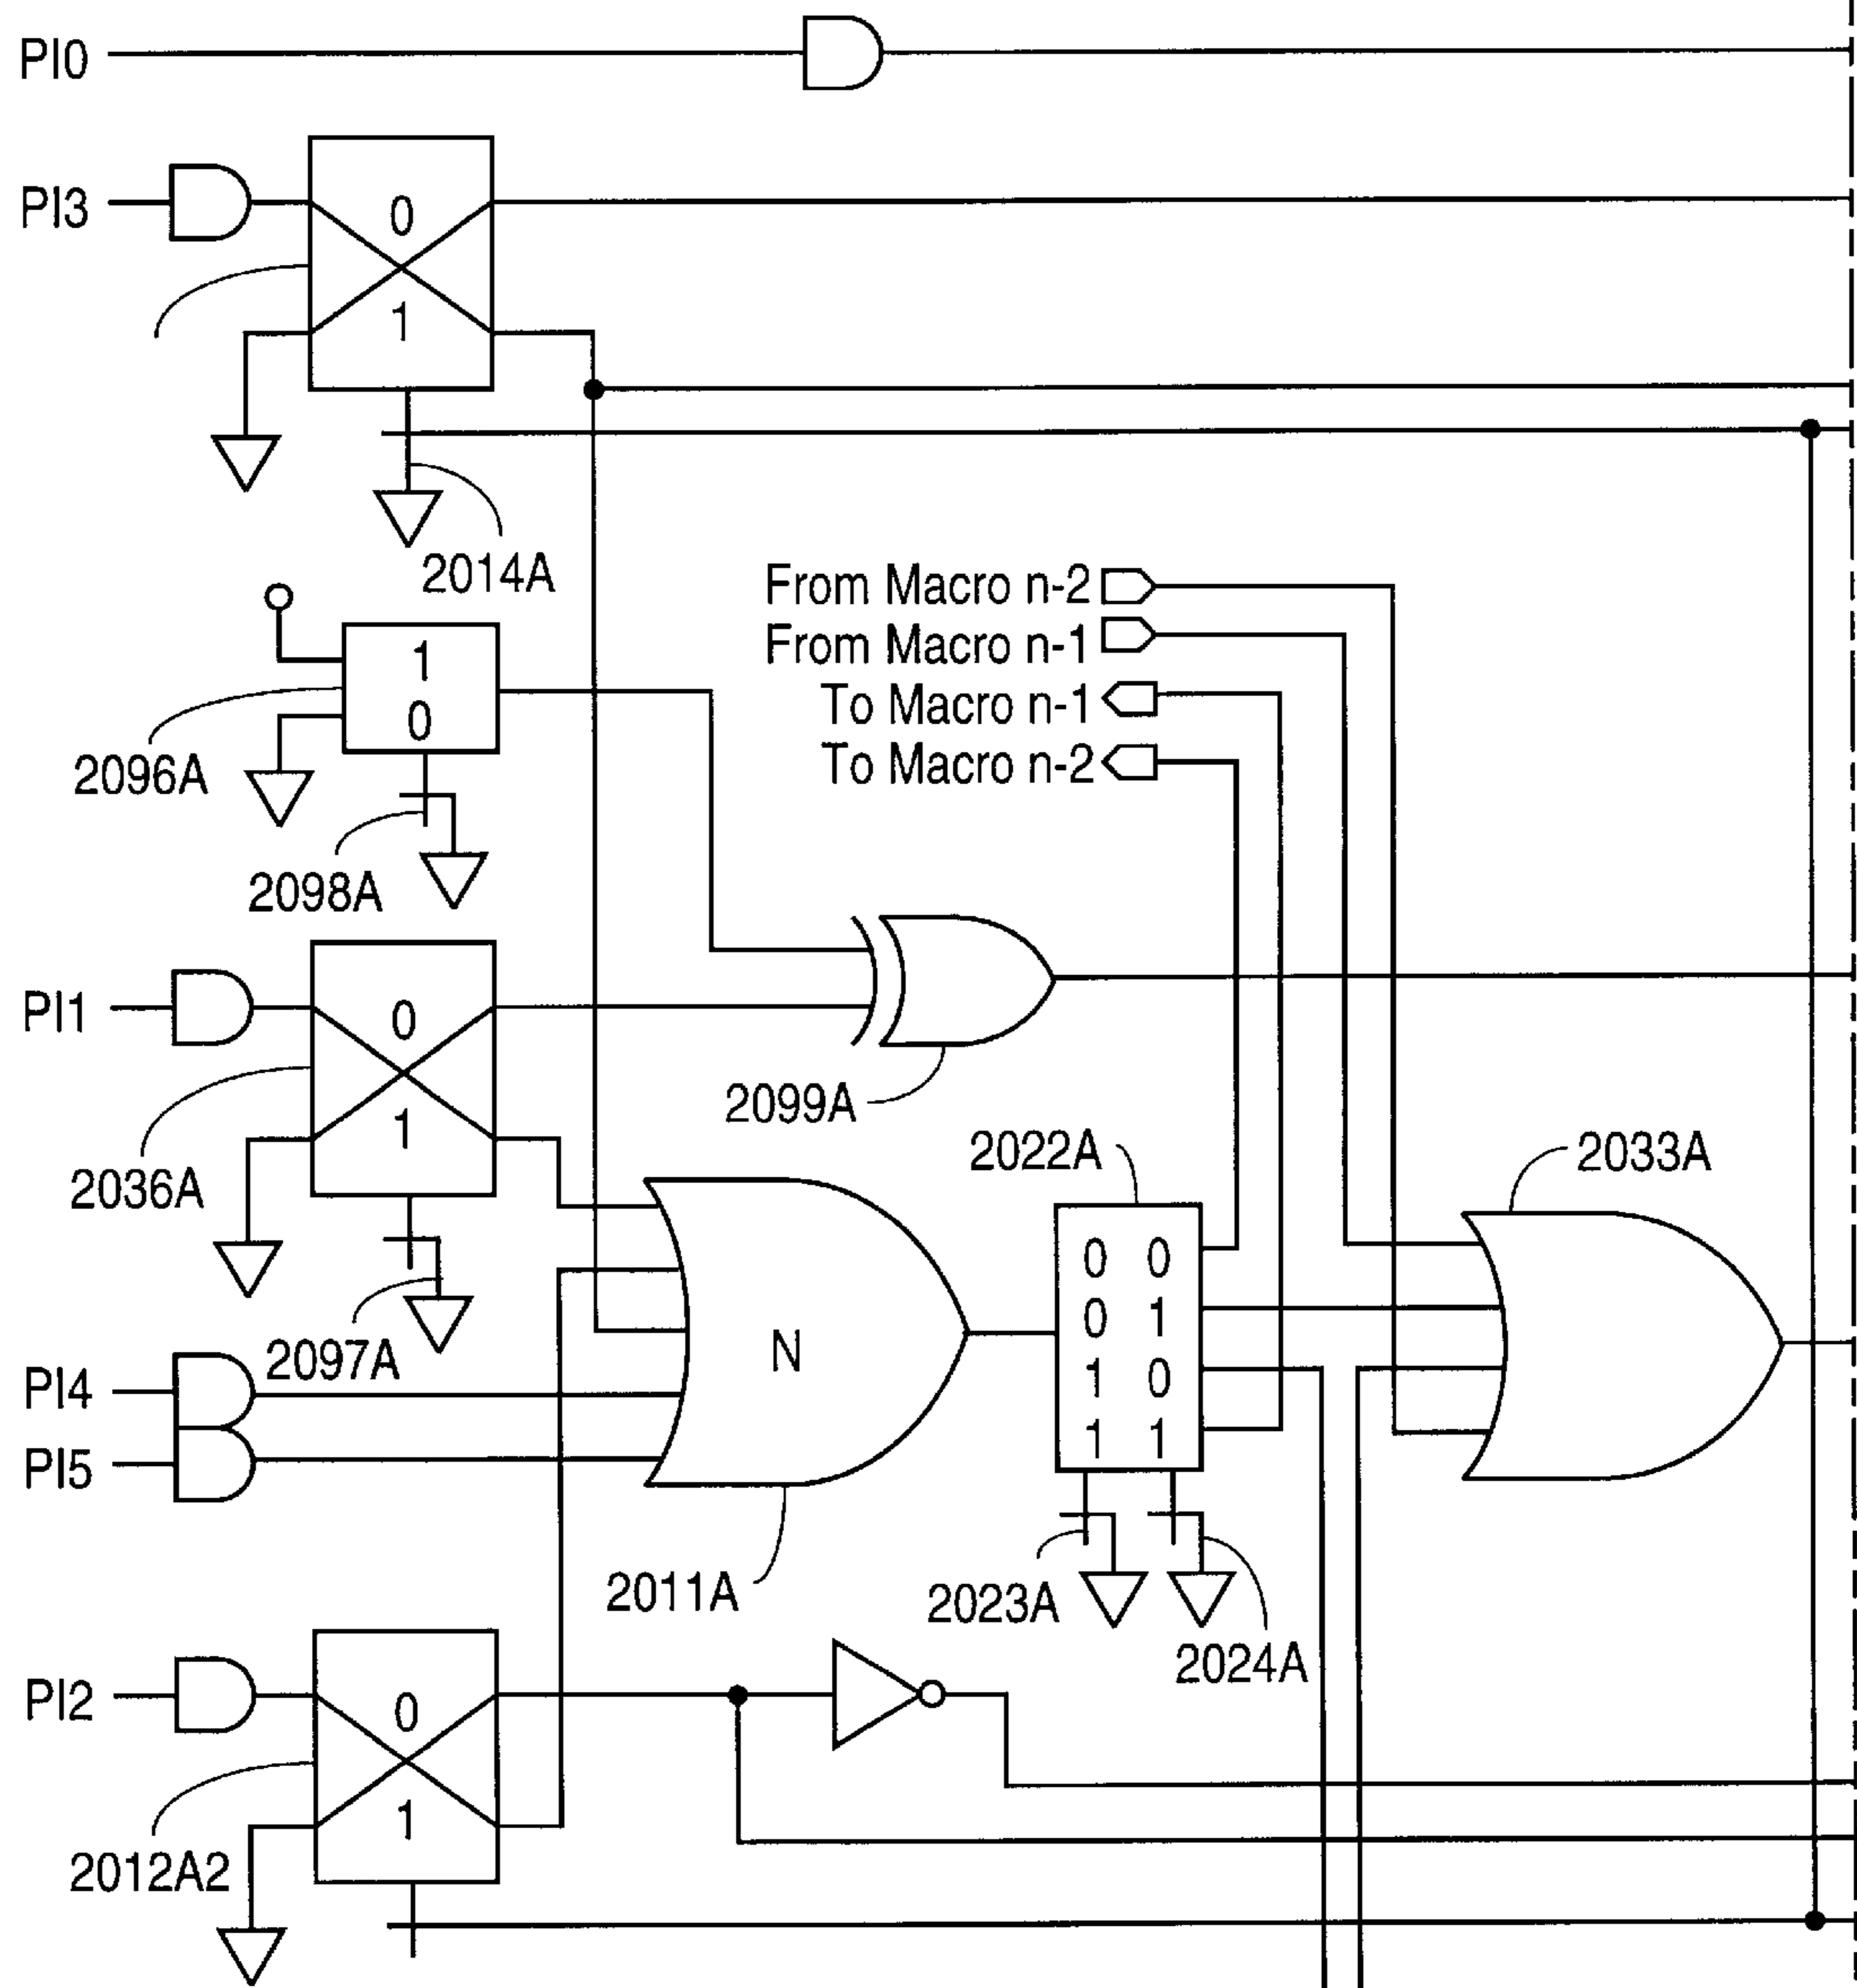 PI0
PI3
0
1
2014A
From Macro n-2
From Macro n-1
To Macro n-1
To Macro n-2
1
0
2096A
2098A
PI1
0
1
2036A
2097A
2099A
2022A
2033A
0 0
0 1
1 0
1 1
N
PI4
PI5
2011A
2023A
2024A
PI2
0
1
2012A2